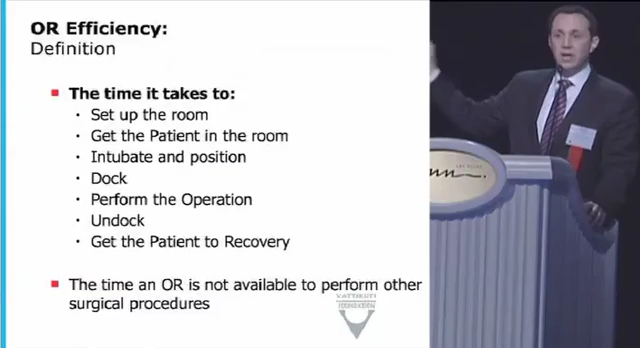 OR Efficiency:
Definition
The time it takes to:
Set up the room
Get the Patient in the room
Intubate and position
Dock
Perform the Operation
Undock
Get the Patient to Recovery
The time an OR is not available to perform other
surgical procedures
VATTIKUTI
FOUNDATION